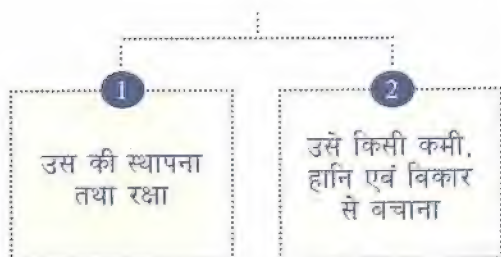 1
उस की स्थापना
तथा रक्षा
2
उसे किसी कमी,
हानि एवं विकार
से बचाना